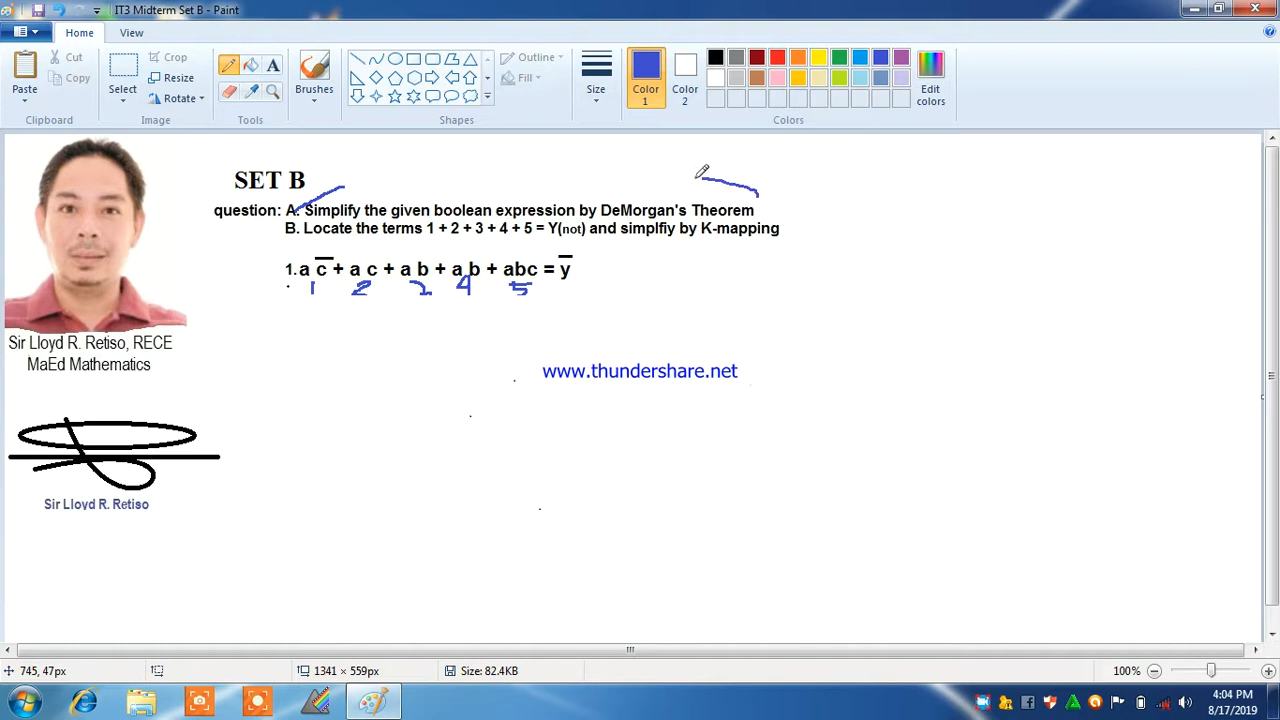 IT3 Midterm Set B - Paint
Home
View
Paste
Cut
Copy
Clipboard
Select
Crop
Resize
Rotate
Image
Tools
Brushes
Shapes
Outline
Fill
Size
Color 1
Color 2
Edit colors
Colors
SET B
question: A. Simplify the given boolean expression by DeMorgan's Theorem
B. Locate the terms 1 + 2 + 3 + 4 + 5 = Y(not) and simplfiy by K-mapping
1. a c̅ + a c + a b + a b + abc = y̅
1 2 3 4 5
Sir Lloyd R. Retiso, RECE
MaEd Mathematics
www.thundershare.net
Sir Lloyd R. Retiso
745, 47px
1341 × 559px
Size: 82.4KB
100%
4:04 PM
8/17/2019